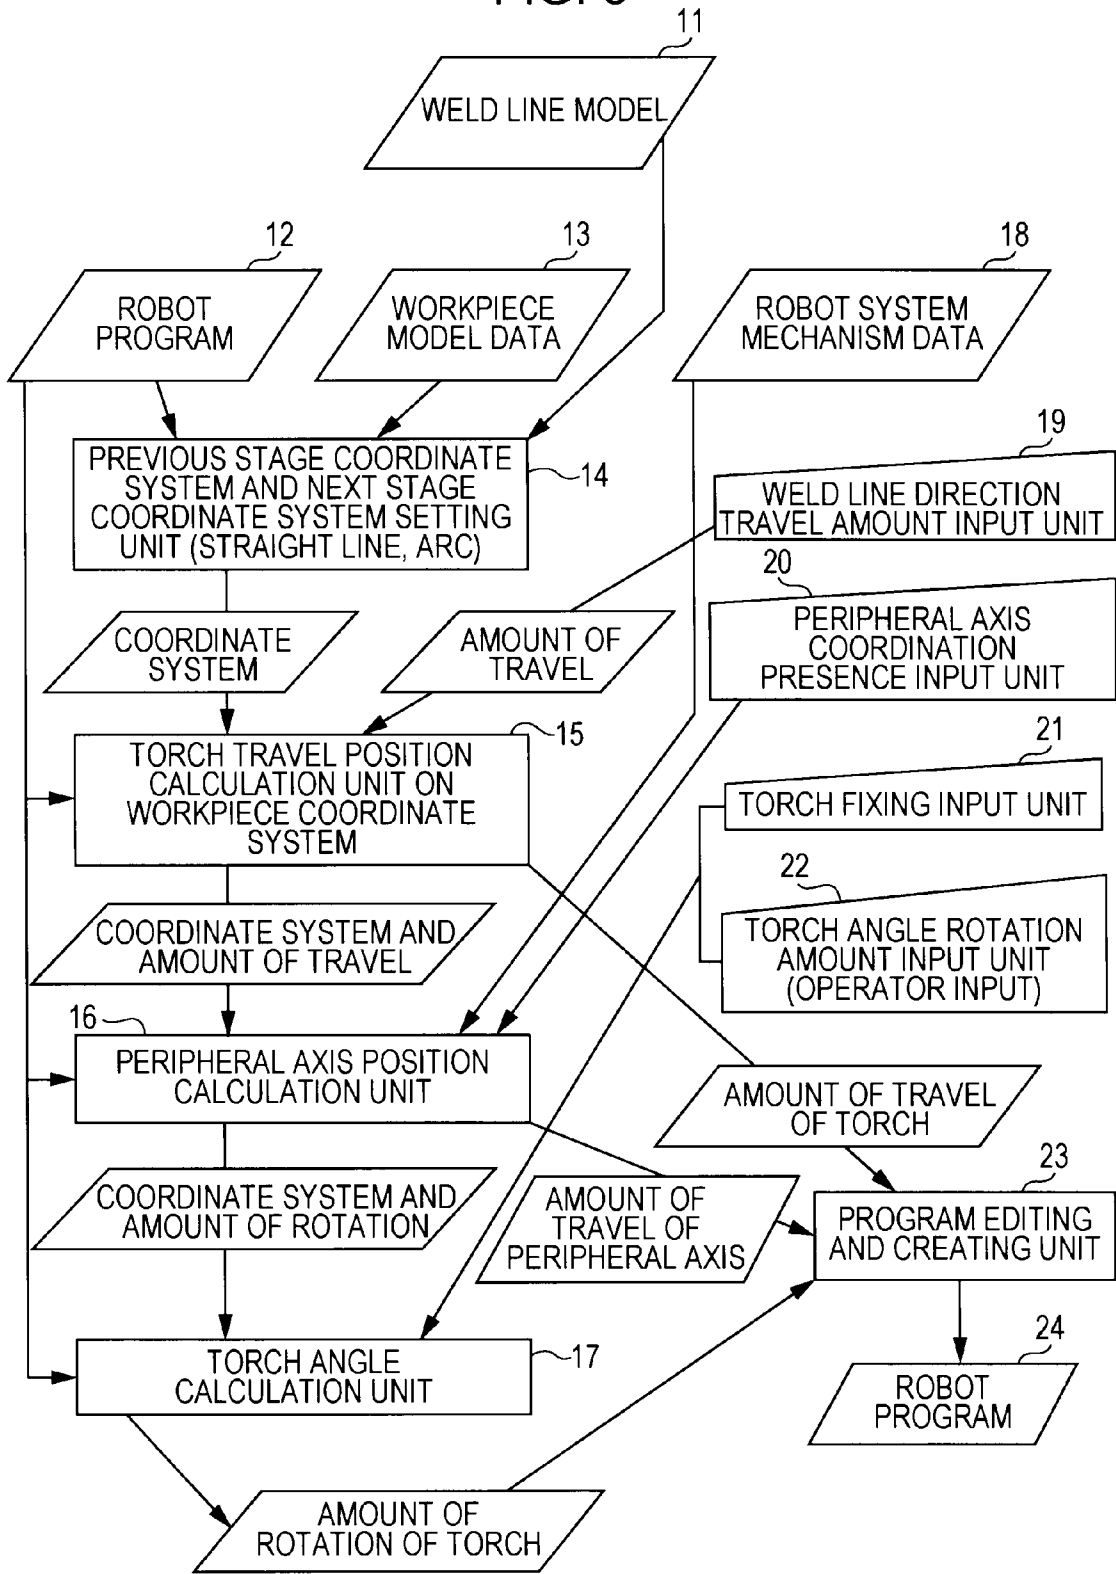 11
WELD LINE MODEL
12
13
18
ROBOT
PROGRAM
WORKPIECE
MODEL DATA
ROBOT SYSTEM
MECHANISM DATA
PREVIOUS STAGE COORDINATE
SYSTEM AND NEXT STAGE
COORDINATE SYSTEM SETTING
UNIT (STRAIGHT LINE, ARC)
14
19
WELD LINE DIRECTION
TRAVEL AMOUNT INPUT UNIT
20
PERIPHERAL AXIS
COORDINATION
PRESENCE INPUT UNIT
COORDINATE
SYSTEM
AMOUNT OF
TRAVEL
15
TORCH TRAVEL POSITION
CALCULATION UNIT ON
WORKPIECE COORDINATE
SYSTEM
21
TORCH FIXING INPUT UNIT
22
TORCH ANGLE ROTATION
AMOUNT INPUT UNIT
(OPERATOR INPUT)
COORDINATE SYSTEM AND
AMOUNT OF TRAVEL
16
PERIPHERAL AXIS POSITION
CALCULATION UNIT
AMOUNT OF TRAVEL
OF TORCH
COORDINATE SYSTEM AND
AMOUNT OF ROTATION
AMOUNT OF
TRAVEL OF
PERIPHERAL AXIS
23
PROGRAM EDITING
AND CREATING UNIT
TORCH ANGLE
CALCULATION UNIT
17
24
ROBOT
PROGRAM
AMOUNT OF
ROTATION OF TORCH